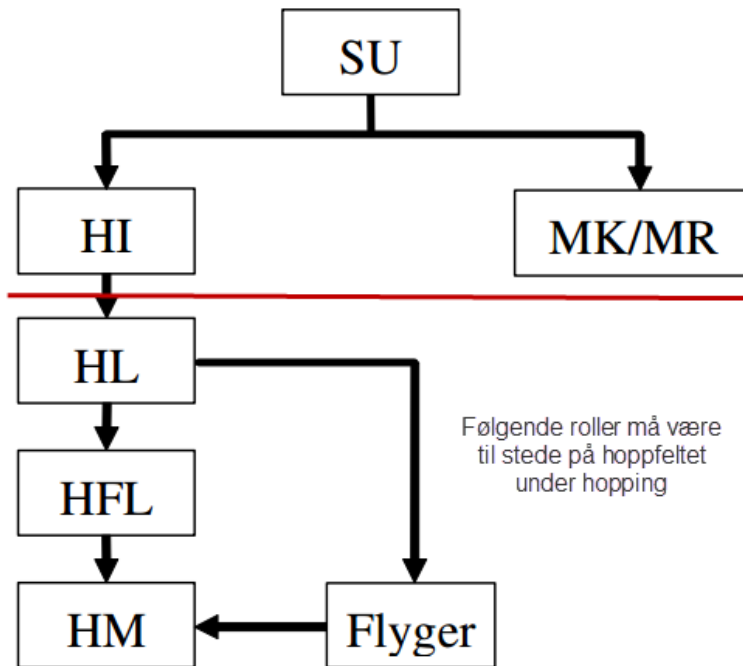 SU
HI
MK/MR
HL
Følgende roller må være
til stede på hoppfeltet
under hopping
HFL
HM
Flyger